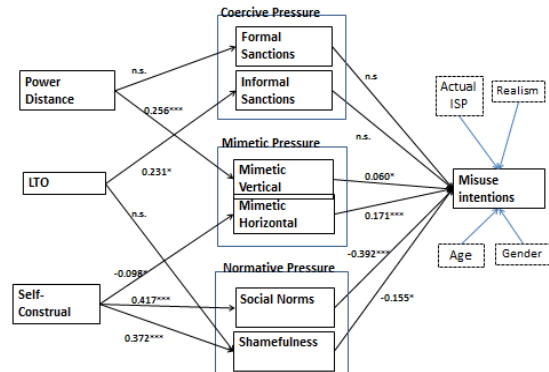 Coercive Pressure
Formal
Sanctions
Informal
Sanctions
n.s.
n.s
Power
Distance
0.256***
n.s.
Actual
ISP
Realism
Mimetic Pressure
0.231*
Mimetic
Vertical
0.060*
Misuse
intentions
LTO
Mimetic
Horizontal
0.171***
n.s.
Normative Pressure
-0.392***
Age
Gender
-0.098*
Self-
Construal
0.417***
Social Norms
-0.155*
0.372***
Shamefulness